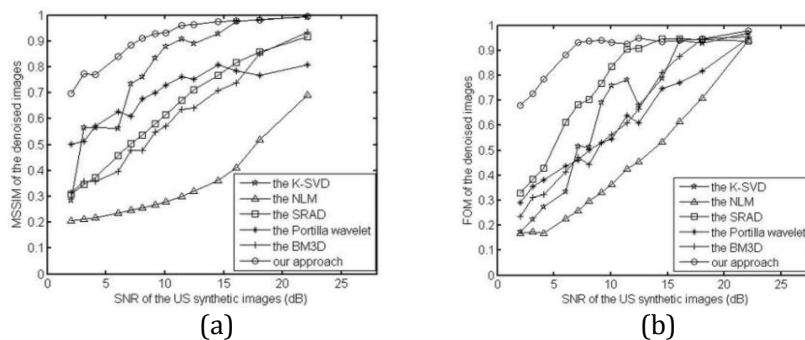 (a)
MSSIM of the denoised images
1
0.9
0.8
0.7
0.6
0.5
0.4
0.3
0.2
0.1
0
0 5 10 15 20 25
SNR of the US synthetic images (dB)
the K-SVD
the NLM
the SRAD
the Portilla wavelet
the BM3D
our approach
(a)
(b)
FOM of the denoised images
1
0.9
0.8
0.7
0.6
0.5
0.4
0.3
0.2
0.1
0
0 5 10 15 20 25
SNR of the US synthetic images (dB)
the K-SVD
the NLM
the SRAD
the Portilla wavelet
the BM3D
our approach
(b)